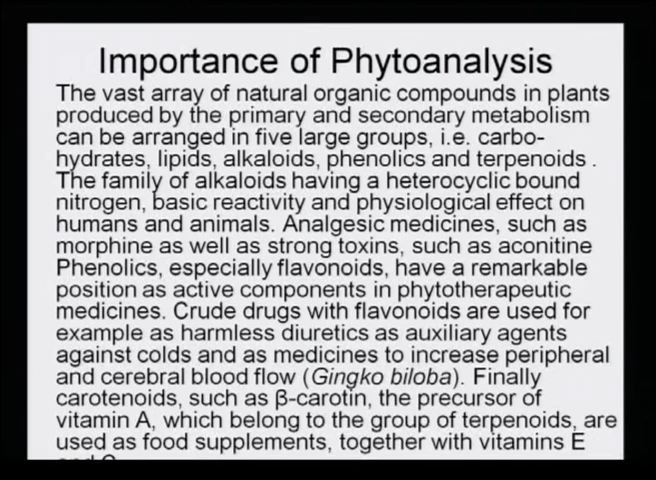 Importance of Phytoanalysis
The vast array of natural organic compounds in plants
produced by the primary and secondary metabolism
can be arranged in five large groups, i.e. carbo-
hydrates, lipids, alkaloids, phenolics and terpenoids .
The family of alkaloids having a heterocyclic bound
nitrogen, basic reactivity and physiological effect on
humans and animals. Analgesic medicines, such as
morphine as well as strong toxins, such as aconitine
Phenolics, especially flavonoids, have a remarkable
position as active components in phytotherapeutic
medicines. Crude drugs with flavonoids are used for
example as harmless diuretics as auxiliary agents
against colds and as medicines to increase peripheral
and cerebral blood flow (Gingko biloba). Finally
carotenoids, such as β-carotin, the precursor of
vitamin A, which belong to the group of terpenoids, are
used as food supplements, together with vitamins E